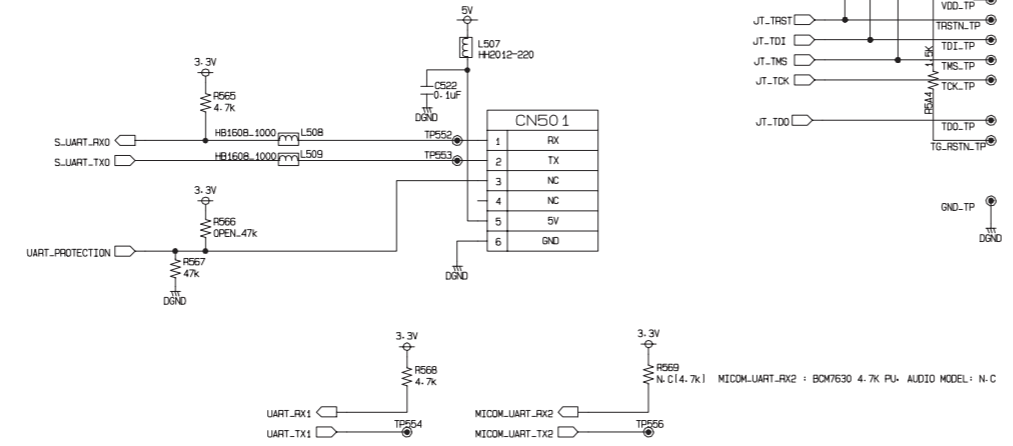 5V
L507
HH2012-220
C522
0.1uF
DGND
3.3V
R565
4.7k
S_UART_RX0
HB1608_1000
L508
TP552
S_UART_TX0
HB1608_1000
L509
TP553
CN501
1 RX
2 TX
3 NC
4 NC
5 5V
6 GND
DGND
3.3V
R566
OPEN_47k
UART_PROTECTION
R567
47k
DGND
3.3V
R568
4.7k
UART_RX1
UART_TX1
TP554
3.3V
R569
N.C(4.7k) MICOM_UART_RX2 : BCM7630 4.7K PU. AUDIO MODEL: N.C
MICOM_UART_RX2
MICOM_UART_TX2
TP556
VDD_TP
JT_TRST
TRSTN_TP
JT_TDI
TDI_TP
JT_TMS
TMS_TP
JT_TCK
TCK_TP
1.5K
R5A4
JT_TDO
TDO_TP
TG_RSTN_TP
GND_TP
DGND